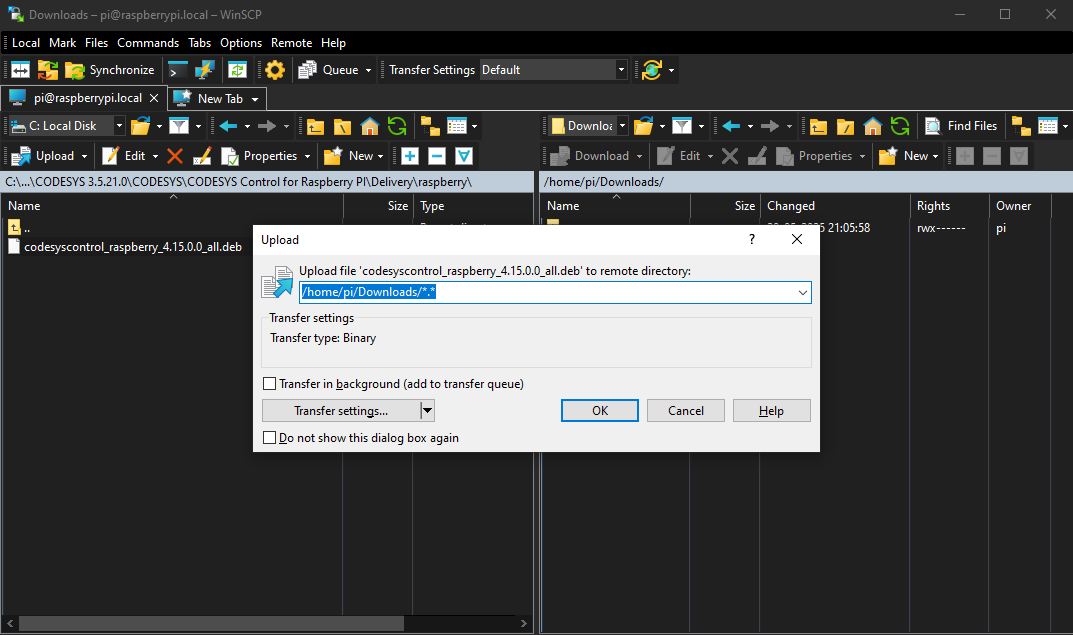 Downloads – pi@raspberrypi.local – WinSCP
Local Mark Files Commands Tabs Options Remote Help
Synchronize Queue Transfer Settings Default
pi@raspberrypi.local New Tab
C: Local Disk
Downloa Find Files
Upload Edit Properties New
Download Edit Properties New
C:\...\CODESYS 3.5.21.0\CODESYS\CODESYS Control for Raspberry PI\Delivery\raspberry\
/home/pi/Downloads/
Name Size Type
Name Size Changed Rights Owner
..
21:05:58 rwx------ pi
codesyscontrol_raspberry_4.15.0.0_all.deb
Upload
?
Upload file 'codesyscontrol_raspberry_4.15.0.0_all.deb' to remote directory:
/home/pi/Downloads/*.*
Transfer settings
Transfer type: Binary
Transfer in background (add to transfer queue)
Transfer settings... OK Cancel Help
Do not show this dialog box again